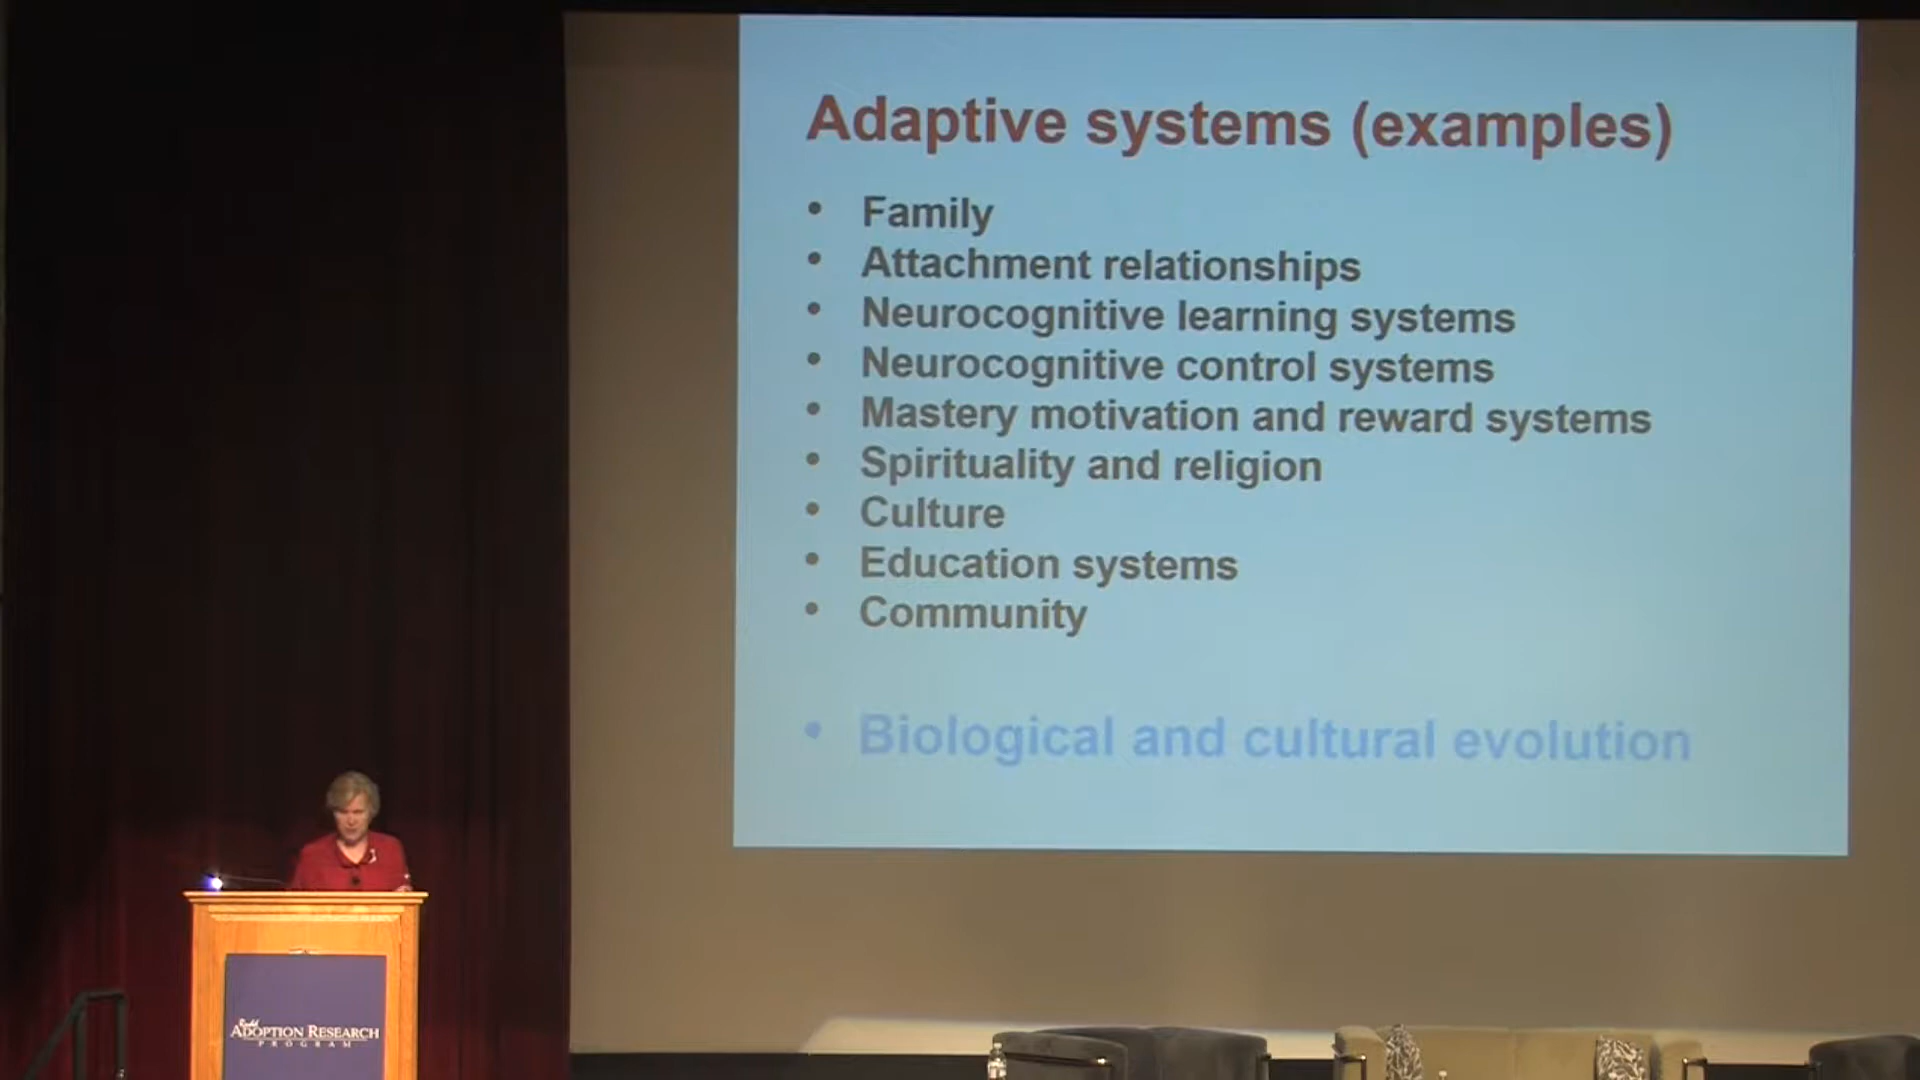 Adaptive systems (examples)
• Family
• Attachment relationships
• Neurocognitive learning systems
• Neurocognitive control systems
• Mastery motivation and reward systems
• Spirituality and religion
• Culture
• Education systems
• Community
• Biological and cultural evolution
Rudd
ADOPTION RESEARCH
PROGRAM